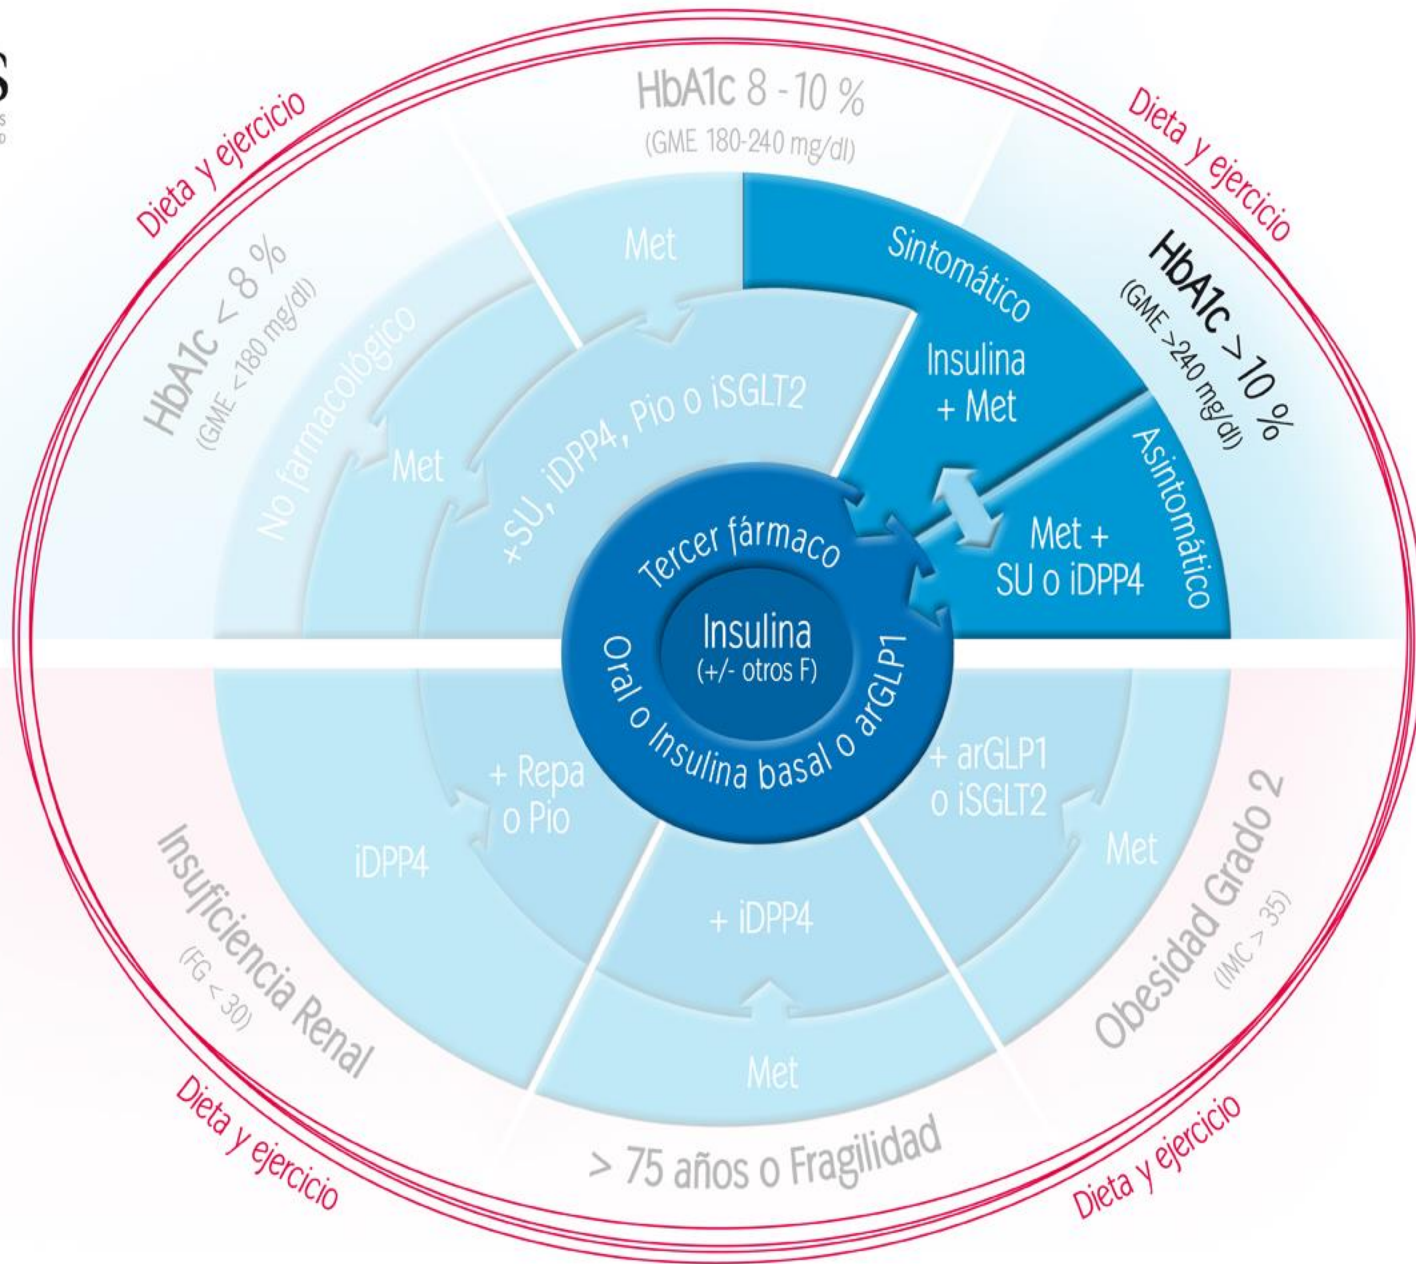 S
S
D
Dieta y ejercicio
HbA1c 8 - 10 %
(GME 180-240 mg/dl)
Dieta y ejercicio
HbA1c < 8 %
(GME <180 mg/dl)
HbA1c > 10 %
(GME >240 mg/dl)
No farmacológico
Met
Met
+SU, iDPP4, Pio o iSGLT2
Sintomático
Insulina
+ Met
Asintomático
Met +
SU o iDPP4
Tercer fármaco
Insulina
(+/- otros F)
Oral o Insulina basal o arGLP1
iDPP4
+ Repa
o Pio
Insuficiencia Renal
(FG < 30)
+ iDPP4
Met
> 75 años o Fragilidad
+ arGLP1
o iSGLT2
Met
Obesidad Grado 2
(IMC > 35)
Dieta y ejercicio
Dieta y ejercicio